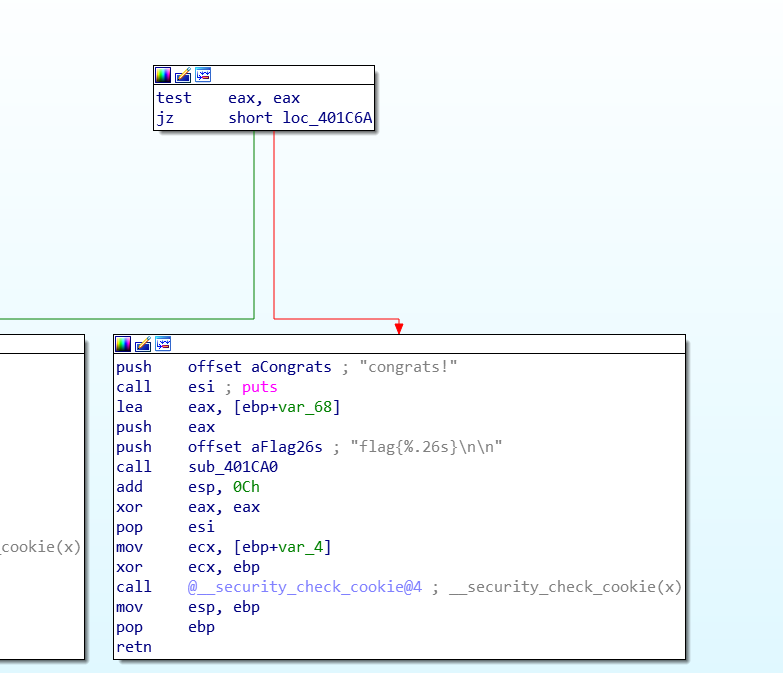 test eax, eax
jz short loc_401C6A
push offset aCongrats ; "congrats!"
call esi ; puts
lea eax, [ebp+var_68]
push eax
push offset aFlag26s ; "flag{%.26s}\n\n"
call sub_401CA0
add esp, 0Ch
xor eax, eax
pop esi
_cookie(x)
mov ecx, [ebp+var_4]
xor ecx, ebp
call @__security_check_cookie@4 ; __security_check_cookie(x)
mov esp, ebp
pop ebp
retn